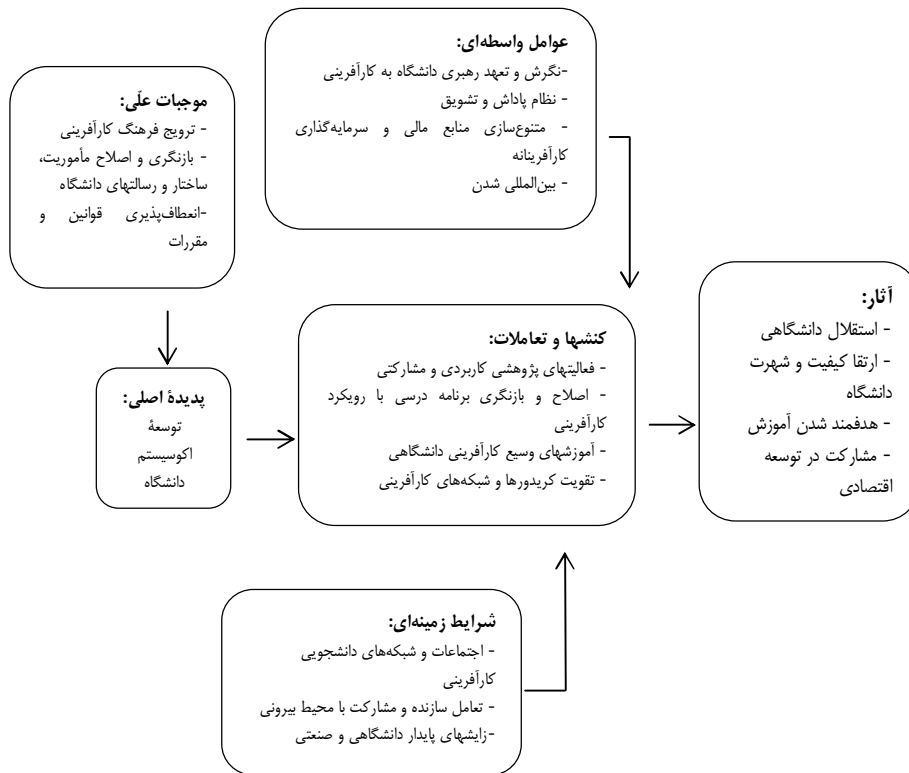 عوامل واسطه‌ای:
-نگرش و تعهد رهبری دانشگاه به کارآفرینی
- نظام پاداش و تشویق
- متنوع‌سازی منابع مالی و سرمایه‌گذاری
کارآفرینانه
- بین‌المللی شدن
موجبات علّی:
- ترویج فرهنگ کارآفرینی
- بازنگری و اصلاح مأموریت،
ساختار و رسالتهای دانشگاه
-انعطاف‌پذیری قوانین و
مقررات
پدیدۀ اصلی:
توسعۀ
اکوسیستم
دانشگاه
کنشها و تعاملات:
- فعالیتهای پژوهشی کاربردی و مشارکتی
- اصلاح و بازنگری برنامه درسی با رویکرد
کارآفرینی
- آموزشهای وسیع کارآفرینی دانشگاهی
- تقویت کریدورها و شبکه‌های کارآفرینی
آثار:
- استقلال دانشگاهی
- ارتقا کیفیت و شهرت
دانشگاه
- هدفمند شدن آموزش
- مشارکت در توسعه
اقتصادی
شرایط زمینه‌ای:
- اجتماعات و شبکه‌های دانشجویی
کارآفرینی
- تعامل سازنده و مشارکت با محیط بیرونی
-زایشهای پایدار دانشگاهی و صنعتی